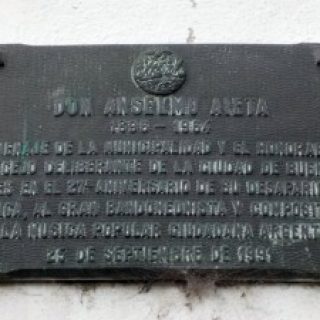 DON ANSELMO AIETA
1896 - 1964
MENAJE DE LA MUNICIPALIDAD Y EL HONORAB
CEJO DELIBERANTE DE LA CIUDAD DE BUEN
ES EN EL 27º ANIVERSARIO DE SU DESAPARI
ICA, AL GRAN BANDONEONISTA Y COMPOSIT
LA MUSICA POPULAR CIUDADANA ARGENT
25 DE SEPTIEMBRE DE 1991